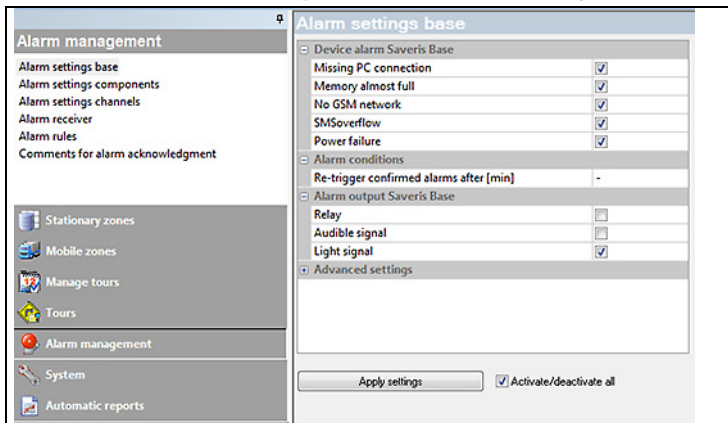 Alarm management
Alarm settings base
Alarm settings components
Alarm settings channels
Alarm receiver
Alarm rules
Comments for alarm acknowledgment
Stationary zones
Mobile zones
Manage tours
Tours
Alarm management
System
Automatic reports
Alarm settings base
Device alarm Saveris Base
Missing PC connection
Memory almost full
No GSM network
SMSoverflow
Power failure
Alarm conditions
Re-trigger confirmed alarms after [min] -
Alarm output Saveris Base
Relay
Audible signal
Light signal
Advanced settings
Apply settings
Activate/deactivate all